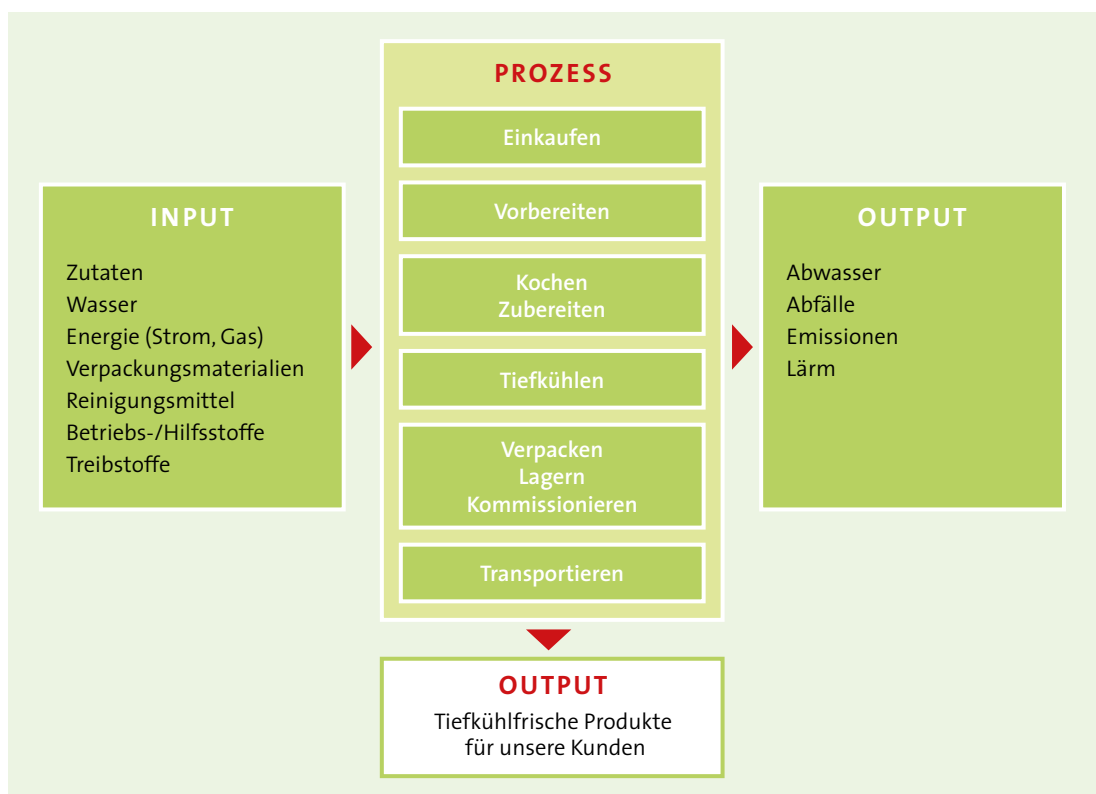 INPUT
Zutaten
Wasser
Energie (Strom, Gas)
Verpackungsmaterialien
Reinigungsmittel
Betriebs-/Hilfsstoffe
Treibstoffe
PROZESS
Einkaufen
Vorbereiten
Kochen
Zubereiten
Tiefkühlen
Verpacken
Lagern
Kommissionieren
Transportieren
OUTPUT
Abwasser
Abfälle
Emissionen
Lärm
OUTPUT
Tiefkühlfrische Produkte
für unsere Kunden